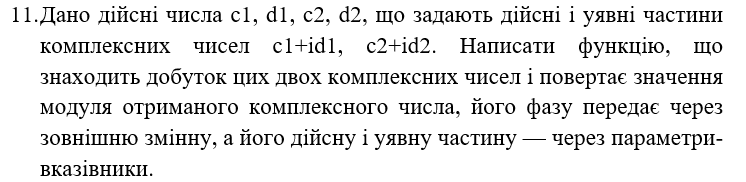 11.Дано дійсні числа c1, d1, c2, d2, що задають дійсні і уявні частини
комплексних чисел c1+id1, c2+id2. Написати функцію, що
знаходить добуток цих двох комплексних чисел і повертає значення
модуля отриманого комплексного числа, його фазу передає через
зовнішню змінну, а його дійсну і уявну частину — через параметри-
вказівники.